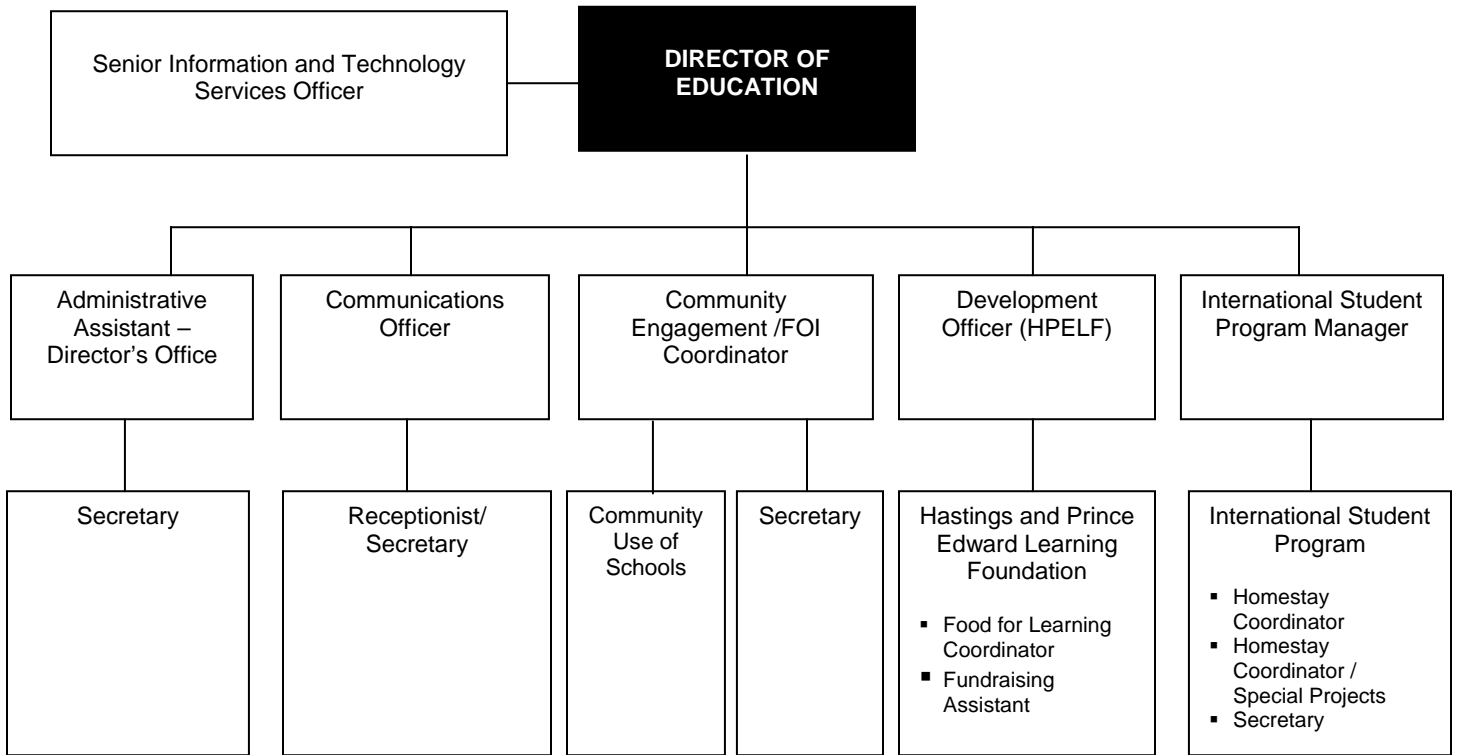 Senior Information and Technology
Services Officer
DIRECTOR OF
EDUCATION
Administrative
Assistant –
Director’s Office
Communications
Officer
Community
Engagement /FOI
Coordinator
Development
Officer (HPELF)
International Student
Program Manager
Secretary
Receptionist/
Secretary
Community
Use of
Schools
Secretary
Hastings and Prince
Edward Learning
Foundation
▪ Food for Learning
Coordinator
▪ Fundraising
Assistant
International Student
Program
▪ Homestay
Coordinator
▪ Homestay
Coordinator /
Special Projects
▪ Secretary